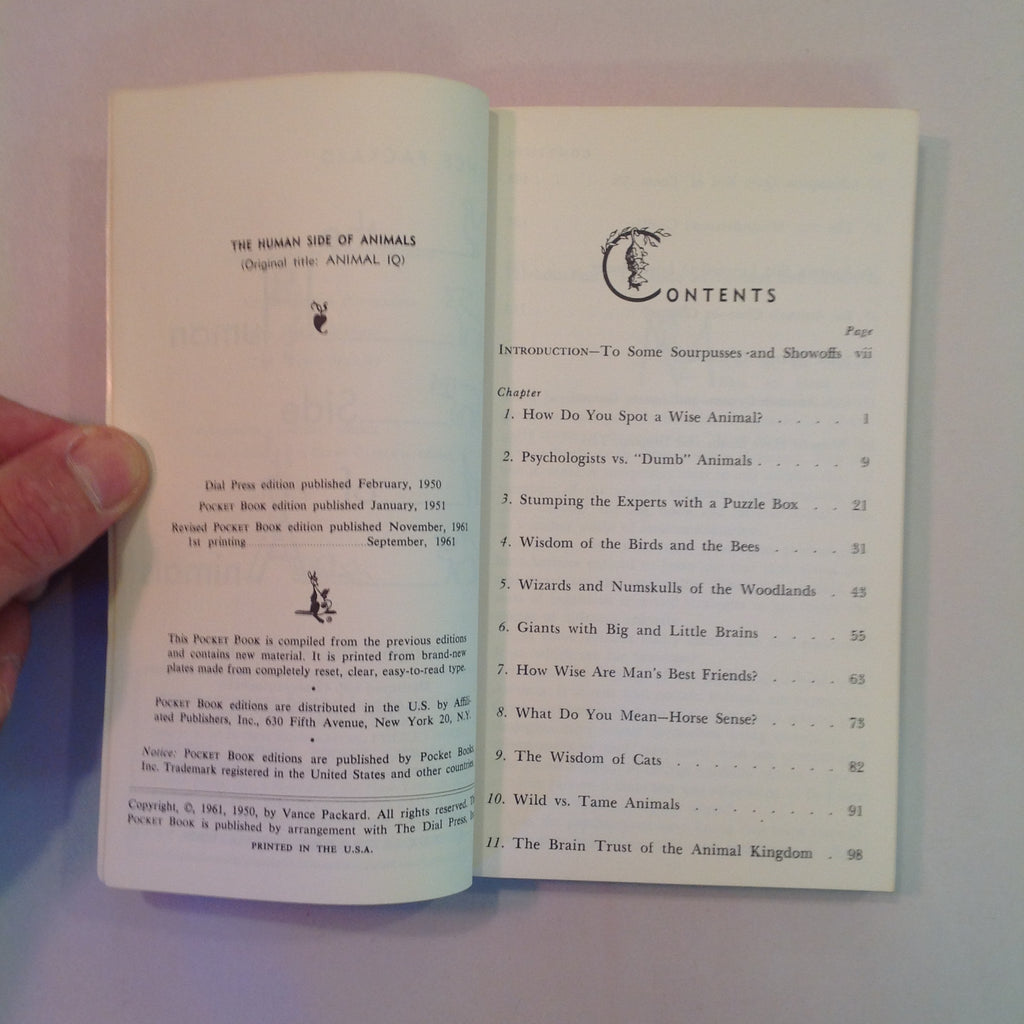 THE HUMAN SIDE OF ANIMALS
(Original title: ANIMAL IQ)
Dial Press edition published February, 1950
POCKET BOOK edition published January, 1951
Revised POCKET BOOK edition published November, 1961
1st printing........................September, 1961
This POCKET BOOK is compiled from the previous editions
and contains new material. It is printed from brand-new
plates made from completely reset, clear, easy-to-read type.
POCKET BOOK editions are distributed in the U.S. by Affili-
ated Publishers, Inc., 630 Fifth Avenue, New York 20, N.Y.
Notice: POCKET BOOK editions are published by Pocket Books,
Inc. Trademark registered in the United States and other countries.
Copyright, ©, 1961, 1950, by Vance Packard. All rights reserved.
POCKET BOOK is published by arrangement with The Dial Press,
PRINTED IN THE U.S.A.
CONTENTS
Page
INTRODUCTION—To Some Sourpusses and Showoffs vii
Chapter
1. How Do You Spot a Wise Animal? . . . . 1
2. Psychologists vs. "Dumb" Animals . . . . 9
3. Stumping the Experts with a Puzzle Box . . 21
4. Wisdom of the Birds and the Bees . . . . 31
5. Wizards and Numskulls of the Woodlands . 43
6. Giants with Big and Little Brains . . . . 55
7. How Wise Are Man's Best Friends? . . . . 63
8. What Do You Mean—Horse Sense? . . . . 73
9. The Wisdom of Cats . . . . . . . . . 82
10. Wild vs. Tame Animals . . . . . . . 91
11. The Brain Trust of the Animal Kingdom . 98